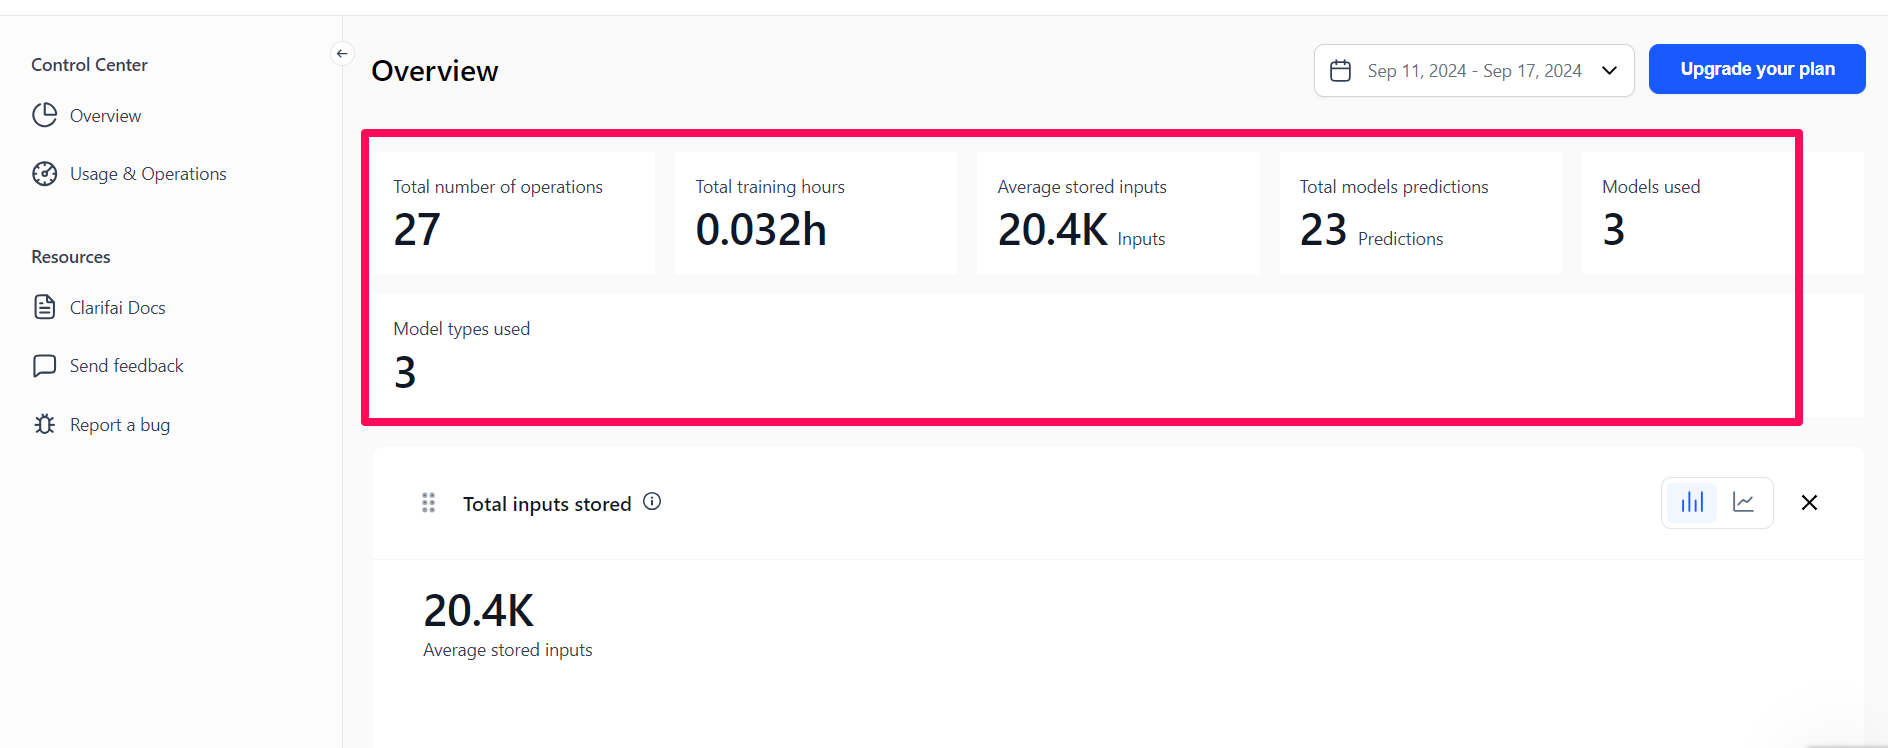 Control Center
Overview
Usage & Operations
Resources
Clarifai Docs
Send feedback
Report a bug
Overview
Sep 11, 2024 - Sep 17, 2024
Upgrade your plan
Total number of operations
27
Total training hours
0.032h
Average stored inputs
20.4K Inputs
Total models predictions
23 Predictions
Models used
3
Model types used
3
Total inputs stored
20.4K
Average stored inputs